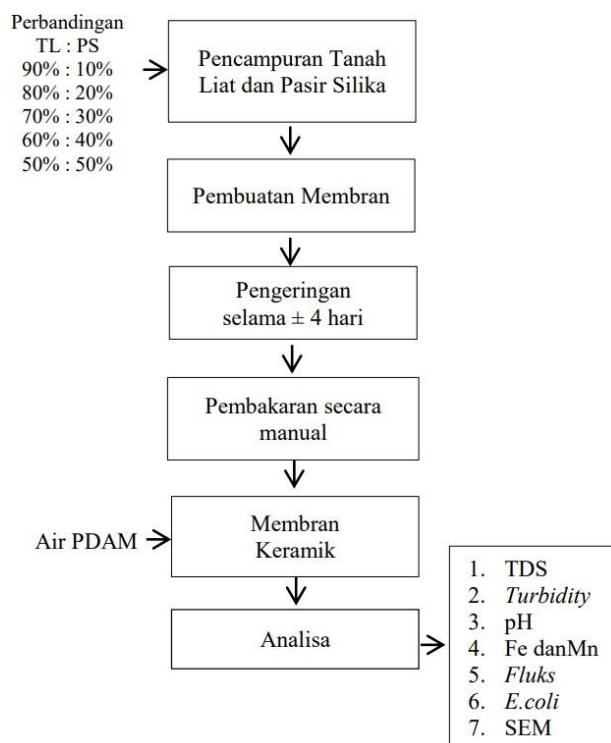 Perbandingan
TL : PS
90% : 10%
80% : 20%
70% : 30%
60% : 40%
50% : 50%
Pencampuran Tanah
Liat dan Pasir Silika
Pembuatan Membran
Pengeringan
selama ± 4 hari
Pembakaran secara
manual
Air PDAM
Membran
Keramik
Analisa
1. TDS
2. Turbidity
3. pH
4. Fe danMn
5. Fluks
6. E.coli
7. SEM